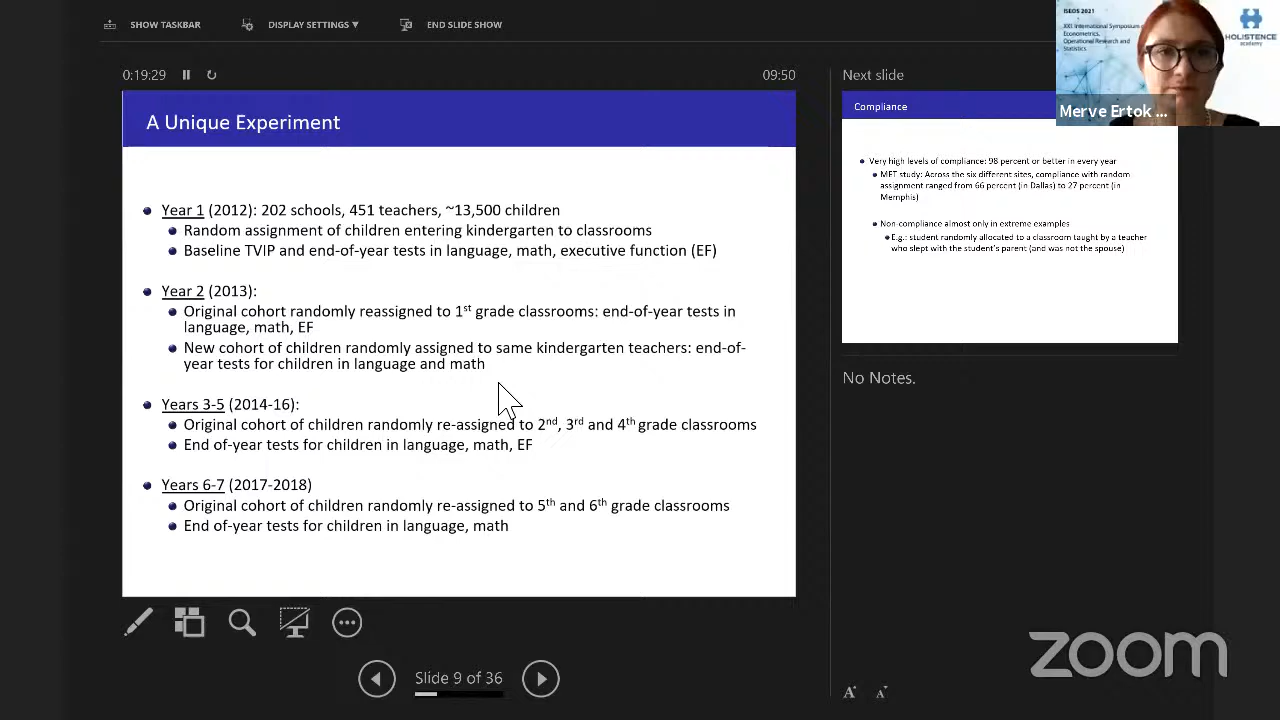 SHOW TASKBAR
DISPLAY SETTINGS ▼
END SLIDE SHOW
0:19:29
09:50
A Unique Experiment
Year 1 (2012): 202 schools, 451 teachers, ~13,500 children
Random assignment of children entering kindergarten to classrooms
Baseline TVIP and end-of-year tests in language, math, executive function (EF)
Year 2 (2013):
Original cohort randomly reassigned to 1st grade classrooms: end-of-year tests in
language, math, EF
New cohort of children randomly assigned to same kindergarten teachers: end-of-
year tests for children in language and math
Years 3-5 (2014-16):
Original cohort of children randomly re-assigned to 2nd, 3rd and 4th grade classrooms
End of-year tests for children in language, math, EF
Years 6-7 (2017-2018)
Original cohort of children randomly re-assigned to 5th and 6th grade classrooms
End of-year tests for children in language, math
Slide 9 of 36
Next slide
Compliance
Very high levels of compliance: 98 percent or better in every year
MET study: Across the six different sites, compliance with random
assignment ranged from 66 percent (in Dallas) to 27 percent (in
Memphis)
Non-compliance almost only in extreme examples
E.g.: student randomly allocated to a classroom taught by a teacher
who slept with the student's parent (and was not the spouse)
No Notes.
A A
ISEOS 2021
XXI International Symposium
Econometrics,
Operational Research and
Statistics
HOLISTENCE
academy
Merve Ertok ...
zoom